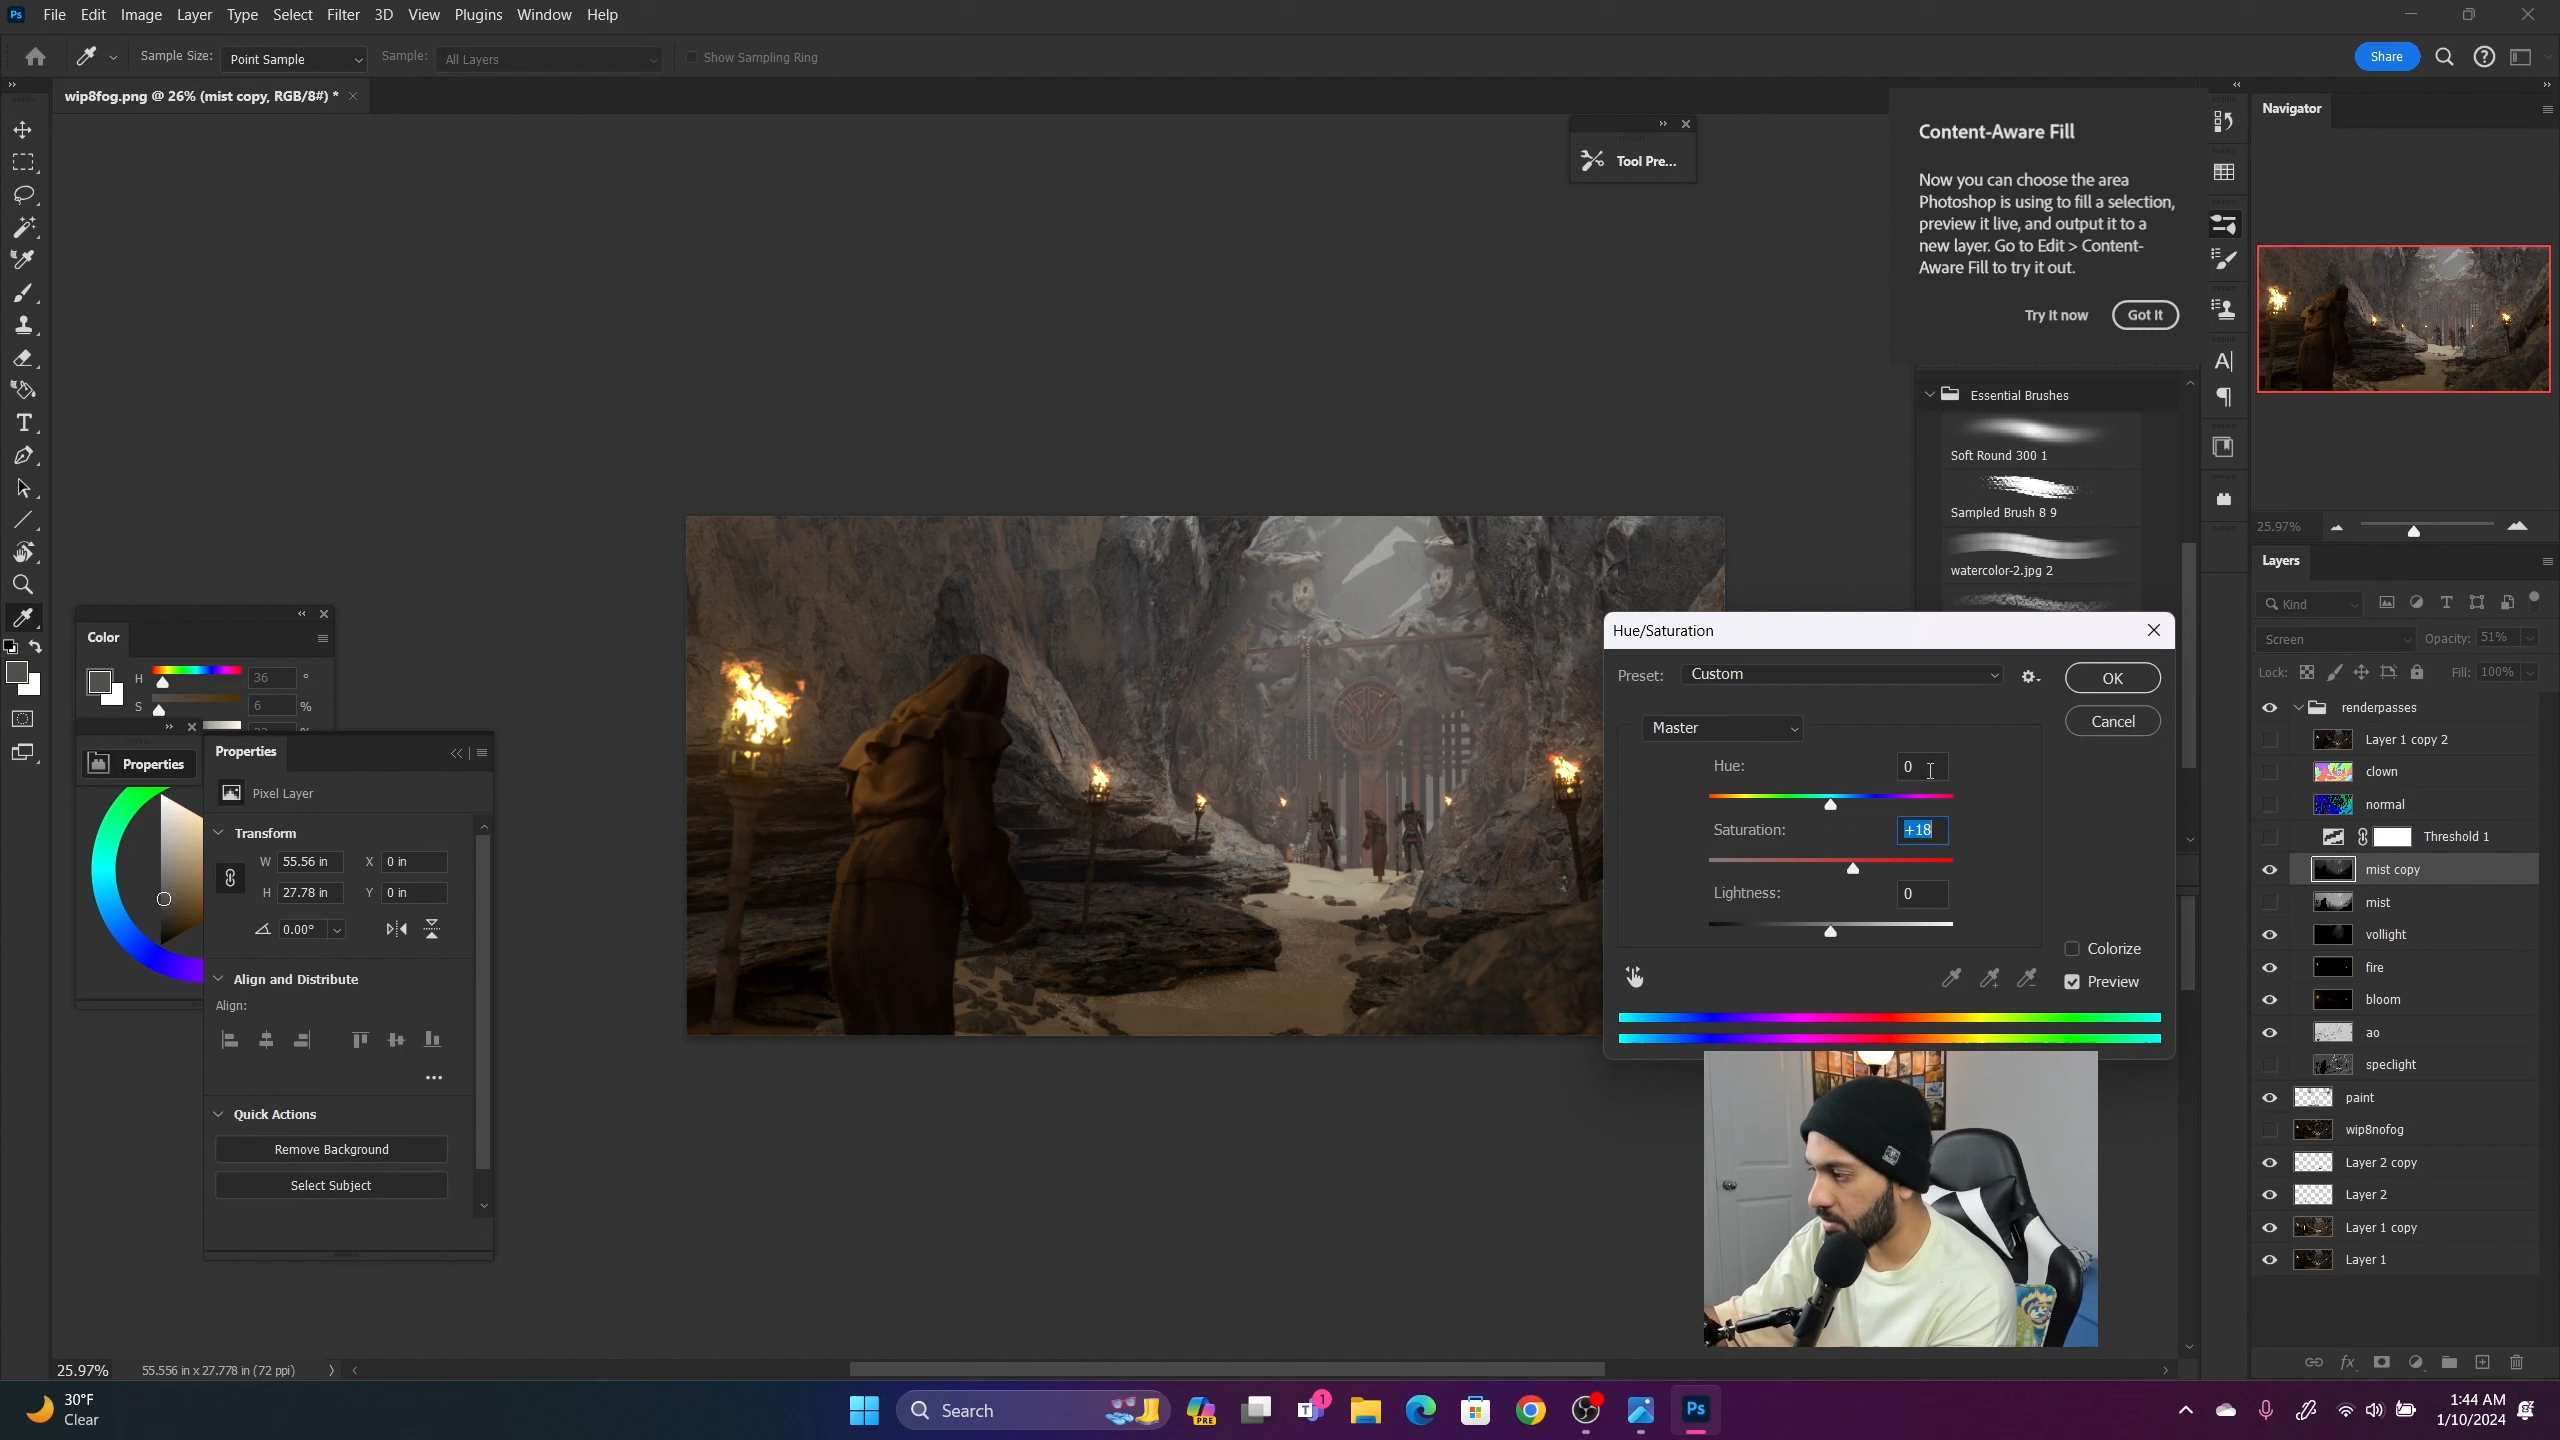 Ps File Edit Image Layer Type Select Filter 3D View Plugins Window Help
Sample Size: Point Sample Sample: All Layers Show Sampling Ring
Share
wip8fog.png @ 26% (mist copy, RGB/8#) *
Tool Pre...
Content-Aware Fill
Now you can choose the area
Photoshop is using to fill a selection,
preview it live, and output it to a
new layer. Go to Edit > Content-
Aware Fill to try it out.
Try it now Got it
Essential Brushes
Soft Round 300 1
Sampled Brush 8 9
watercolor-2.jpg 2
Navigator
25.97%
Color
H 36 °
S 6 %
Properties
Properties
Pixel Layer
Transform
W 55.56 in X 0 in
H 27.78 in Y 0 in
0.00°
Align and Distribute
Align:
Quick Actions
Remove Background
Select Subject
Hue/Saturation
Preset: Custom
OK
Cancel
Master
Hue: 0
Saturation: +18
Lightness: 0
Colorize
Preview
Layers
Kind
Screen Opacity: 51%
Lock: Fill: 100%
renderpasses
Layer 1 copy 2
clown
normal
Threshold 1
mist copy
mist
vollight
fire
bloom
ao
speclight
paint
wip8nofog
Layer 2 copy
Layer 2
Layer 1 copy
Layer 1
25.97% 55.556 in x 27.778 in (72 ppi)
30°F
Clear
Search
PRE
1
Ps
1:44 AM
1/10/2024